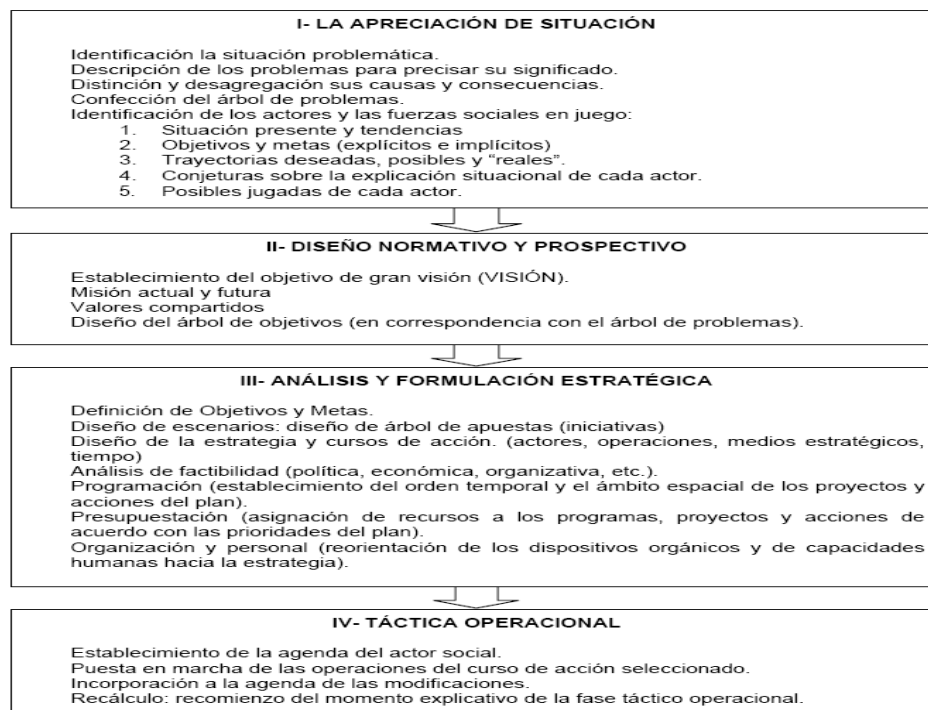 I- LA APRECIACIÓN DE SITUACIÓN
Identificación la situación problemática.
Descripción de los problemas para precisar su significado.
Distinción y desagregación sus causas y consecuencias.
Confección del árbol de problemas.
Identificación de los actores y las fuerzas sociales en juego:
1. Situación presente y tendencias
2. Objetivos y metas (explícitos e implícitos)
3. Trayectorias deseadas, posibles y “reales”.
4. Conjeturas sobre la explicación situacional de cada actor.
5. Posibles jugadas de cada actor.
II- DISEÑO NORMATIVO Y PROSPECTIVO
Establecimiento del objetivo de gran visión (VISIÓN).
Misión actual y futura
Valores compartidos
Diseño del árbol de objetivos (en correspondencia con el árbol de problemas).
III- ANÁLISIS Y FORMULACIÓN ESTRATÉGICA
Definición de Objetivos y Metas.
Diseño de escenarios: diseño de árbol de apuestas (iniciativas)
Diseño de la estrategia y cursos de acción. (actores, operaciones, medios estratégicos,
tiempo)
Análisis de factibilidad (política, económica, organizativa, etc.).
Programación (establecimiento del orden temporal y el ámbito espacial de los proyectos y
acciones del plan).
Presupuestación (asignación de recursos a los programas, proyectos y acciones de
acuerdo con las prioridades del plan).
Organización y personal (reorientación de los dispositivos orgánicos y de capacidades
humanas hacia la estrategia).
IV- TÁCTICA OPERACIONAL
Establecimiento de la agenda del actor social.
Puesta en marcha de las operaciones del curso de acción seleccionado.
Incorporación a la agenda de las modificaciones.
Recálculo: recomienzo del momento explicativo de la fase táctico operacional.